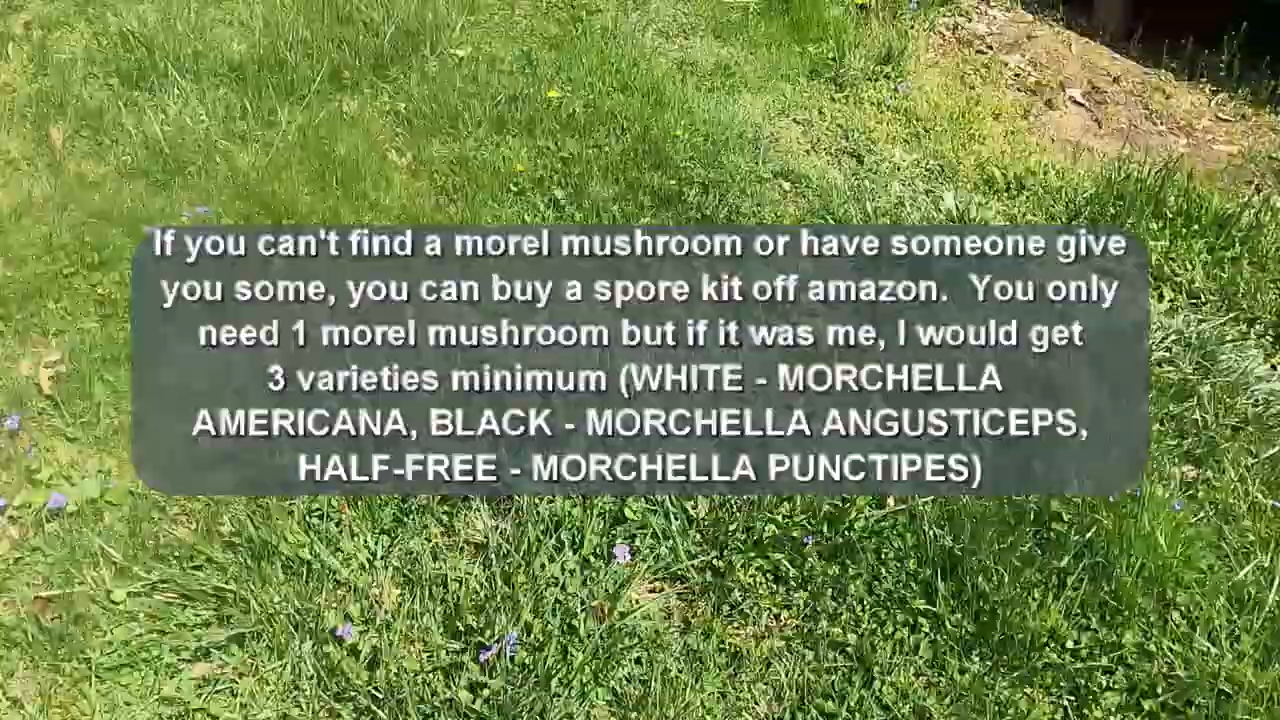 If you can't find a morel mushroom or have someone give
you some, you can buy a spore kit off amazon.  You only
need 1 morel mushroom but if it was me, I would get
3 varieties minimum (WHITE - MORCHELLA
AMERICANA, BLACK - MORCHELLA ANGUSTICEPS,
HALF-FREE - MORCHELLA PUNCTIPES)